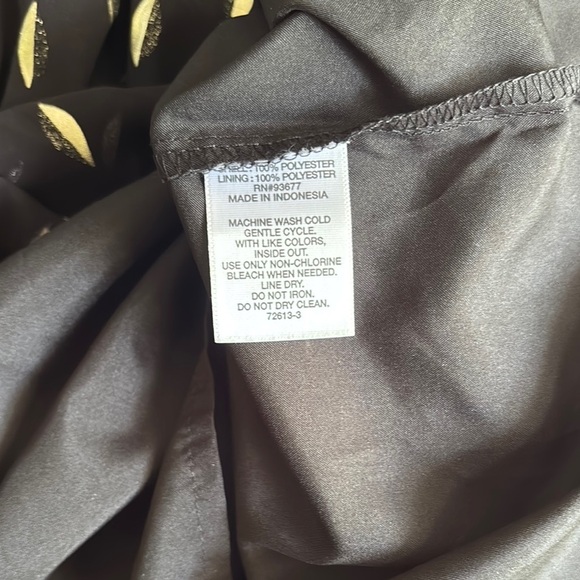 SHELL: 100% POLYESTER
LINING: 100% POLYESTER
RN#93677
MADE IN INDONESIA
MACHINE WASH COLD
GENTLE CYCLE.
WITH LIKE COLORS,
INSIDE OUT.
USE ONLY NON-CHLORINE
BLEACH WHEN NEEDED.
LINE DRY.
DO NOT IRON.
DO NOT DRY CLEAN.
72613-3